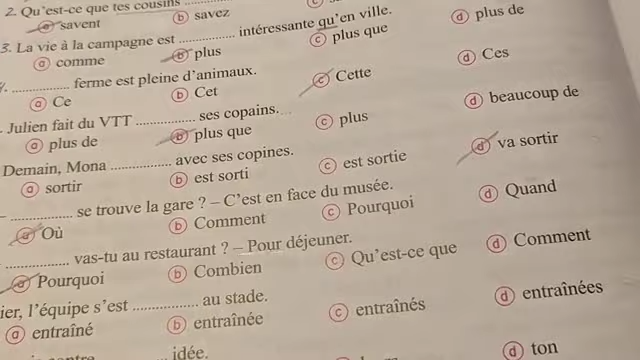 2. Qu'est-ce que tes cousins ..............
ⓐ savent ⓑ savez ⓒ
3. La vie à la campagne est .............. intéressante qu'en ville.
ⓐ comme ⓑ plus ⓒ plus que ⓓ plus de
.............. ferme est pleine d'animaux.
ⓐ Ce ⓑ Cet ⓒ Cette ⓓ Ces
Julien fait du VTT .............. ses copains.
ⓐ plus de ⓑ plus que ⓒ plus ⓓ beaucoup de
Demain, Mona .............. avec ses copines.
ⓐ sortir ⓑ est sorti ⓒ est sortie ⓓ va sortir
.............. se trouve la gare ? – C'est en face du musée.
ⓐ Où ⓑ Comment ⓒ Pourquoi ⓓ Quand
.............. vas-tu au restaurant ? – Pour déjeuner.
ⓐ Pourquoi ⓑ Combien ⓒ Qu'est-ce que ⓓ Comment
ier, l'équipe s'est .............. au stade.
ⓐ entraîné ⓑ entraînée ⓒ entraînés ⓓ entraînées
.............. idée.
ⓓ ton